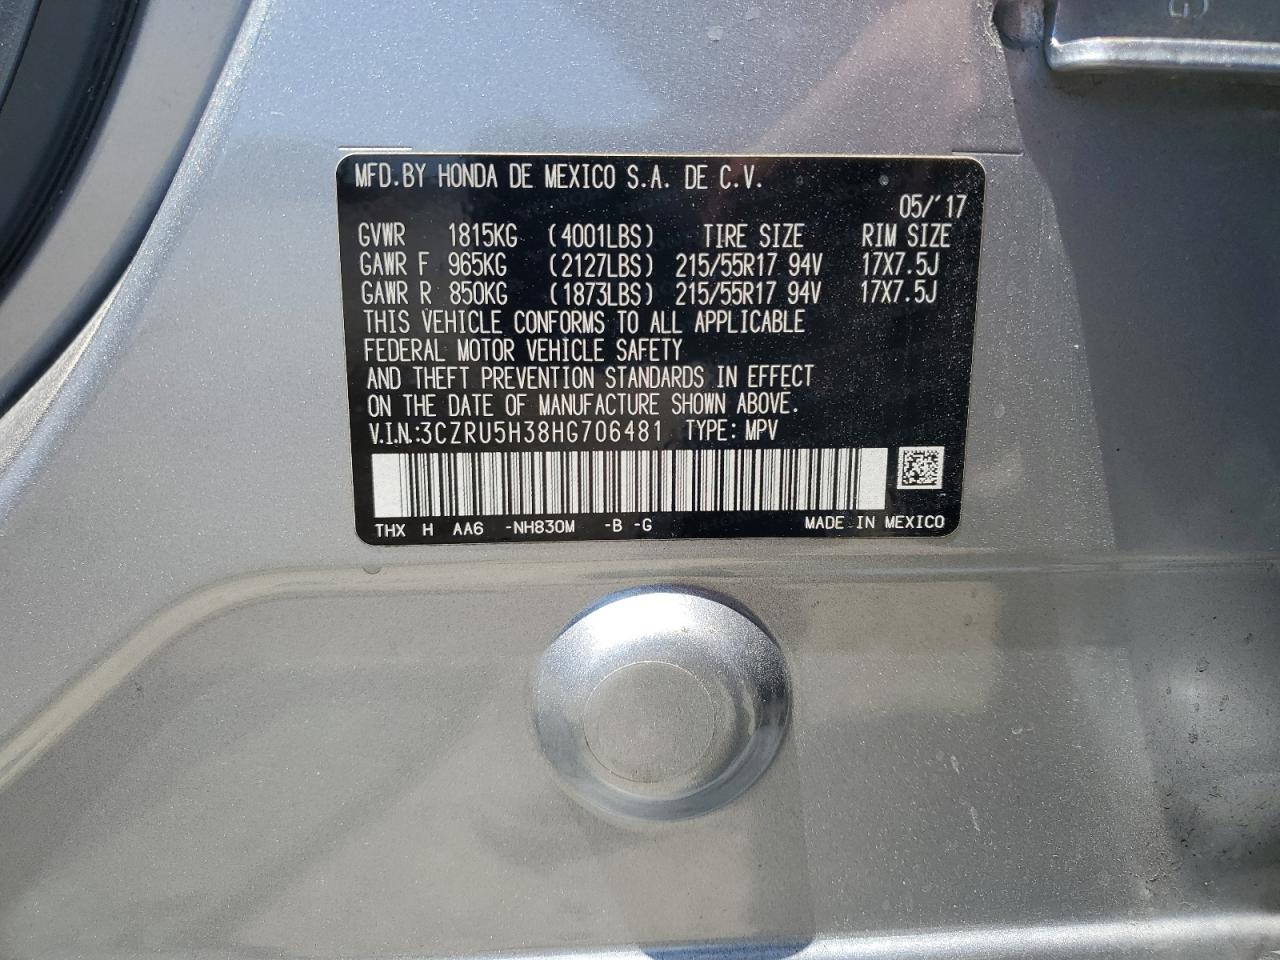 MFD.BY HONDA DE MEXICO S.A. DE C.V.
05/'17
GVWR 1815KG (4001LBS) TIRE SIZE RIM SIZE
GAWR F 965KG (2127LBS) 215/55R17 94V 17X7.5J
GAWR R 850KG (1873LBS) 215/55R17 94V 17X7.5J
THIS VEHICLE CONFORMS TO ALL APPLICABLE
FEDERAL MOTOR VEHICLE SAFETY
AND THEFT PREVENTION STANDARDS IN EFFECT
ON THE DATE OF MANUFACTURE SHOWN ABOVE.
V.I.N.:3CZRU5H38HG706481 TYPE: MPV
THX H AA6 -NH830M -B -G MADE IN MEXICO